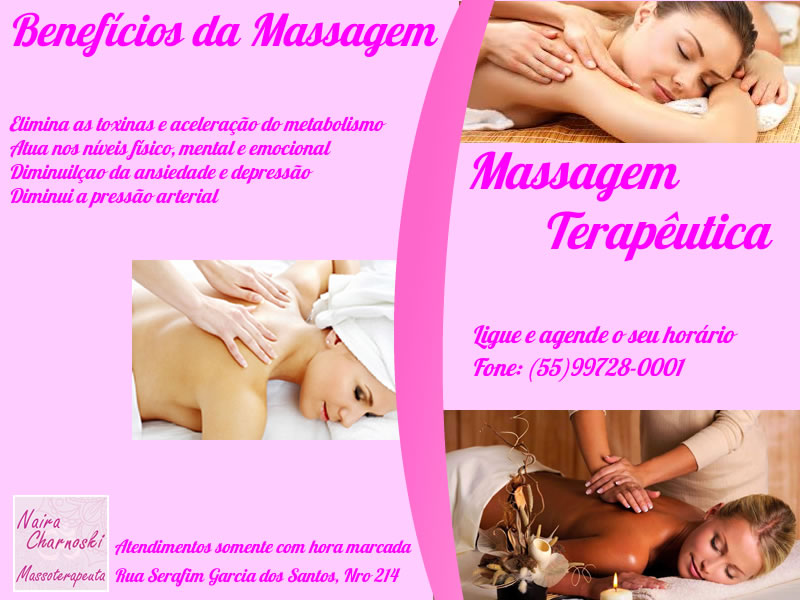 Benefícios da Massagem
Elimina as toxinas e aceleração do metabolismo
Atua nos níveis físico, mental e emocional
Diminuilçao da ansiedade e depressão
Diminui a pressão arterial
Naira
Charnoski
Massoterapeuta
Atendimentos somente com hora marcada
Rua Serafim Garcia dos Santos, Nro 214
Massagem
Terapêutica
Ligue e agende o seu horário
Fone: (55)99728-0001